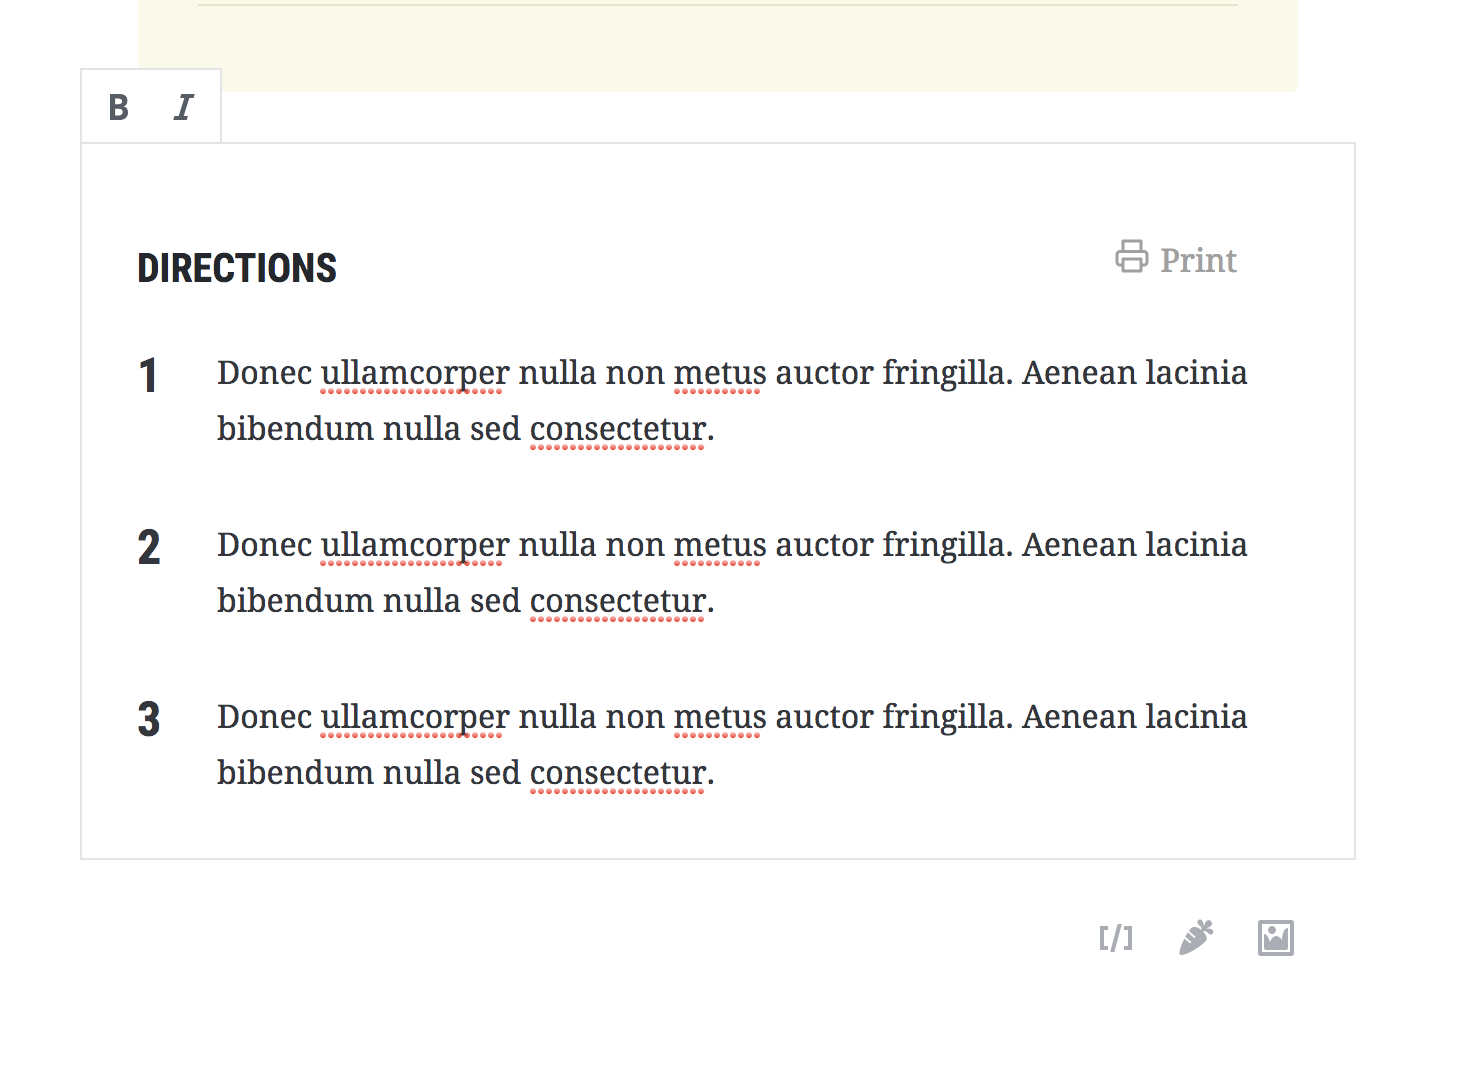 B I
DIRECTIONS
Print
1 Donec ullamcorper nulla non metus auctor fringilla. Aenean lacinia
bibendum nulla sed consectetur.
2 Donec ullamcorper nulla non metus auctor fringilla. Aenean lacinia
bibendum nulla sed consectetur.
3 Donec ullamcorper nulla non metus auctor fringilla. Aenean lacinia
bibendum nulla sed consectetur.
[/]